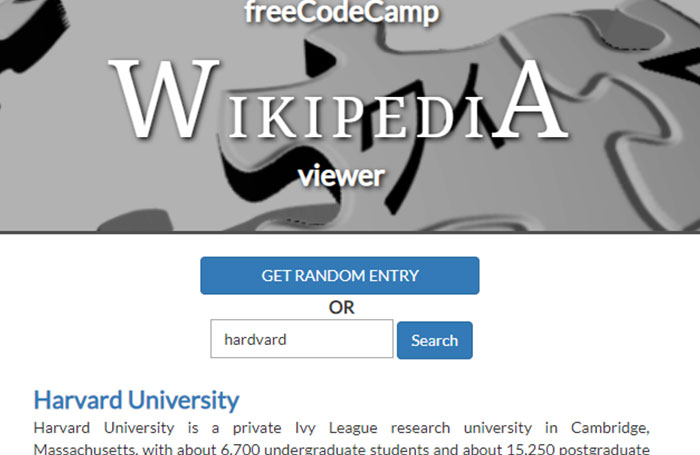 freeCodeCamp
WIKIPEDIA
viewer
GET RANDOM ENTRY
OR
hardvard
Search
Harvard University
Harvard University is a private Ivy League research university in Cambridge,
Massachusetts, with about 6,700 undergraduate students and about 15,250 postgraduate